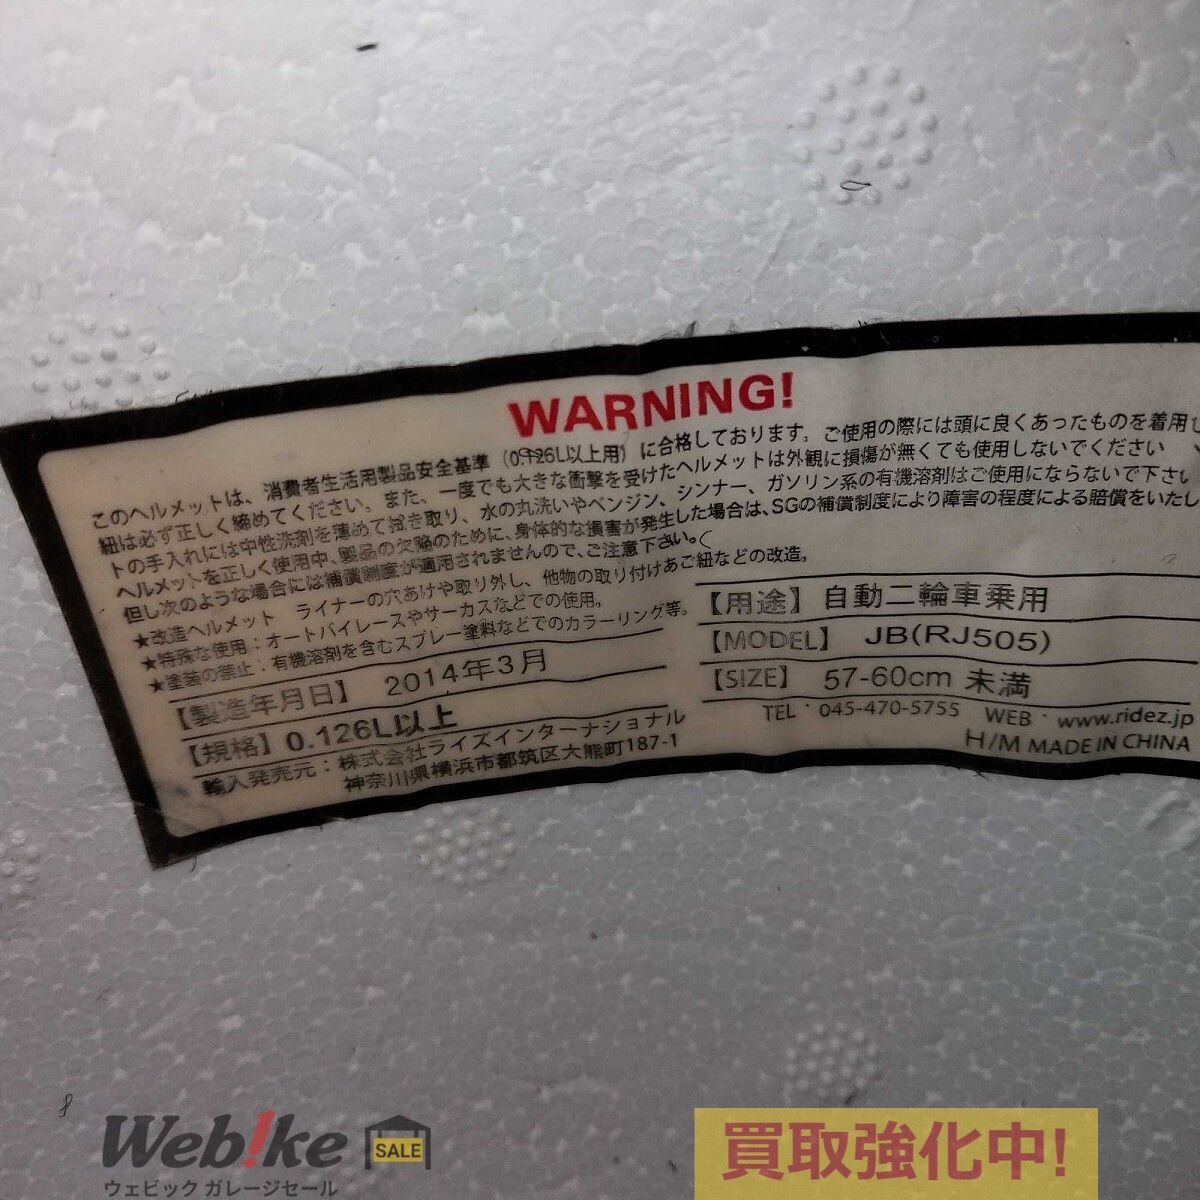 WARNING!
このヘルメットは、消費者生活用製品安全基準（0.126L以上用）に合格しております。ご使用の際には頭に良くあったものを着用し
紐は必ず正しく締めてください。また、一度でも大きな衝撃を受けたヘルメットは外観に損傷が無くても使用しないでください
トの手入れには中性洗剤を薄めて拭き取り、水の丸洗いやベンジン、シンナー、ガソリン系の有機溶剤はご使用にならないで下さい
ヘルメットを正しく使用中、製品の欠陥のために、身体的な損害が発生した場合は、SGの補償制度により障害の程度による賠償をいたし
但し次のような場合には補償制度が適用されませんので、ご注意下さい。
★改造ヘルメット ライナーの穴あけや取り外し、他物の取り付けあご紐などの改造。
★特殊な使用：オートバイレースやサーカスなどでの使用。
★塗装の禁止：有機溶剤を含むスプレー塗料などでのカラーリング等。
【製造年月日】 2014年3月
【規格】0.126L以上
輸入発売元：株式会社ライズインターナショナル
神奈川県横浜市都筑区大熊町187-1
【用途】自動二輪車乗用
【MODEL】 JB(RJ505)
【SIZE】 57-60cm 未満
TEL：045-470-5755 WEB：www.ridez.jp
H/M MADE IN CHINA
Web!ke SALE
ウェビック ガレージセール
買取強化中!